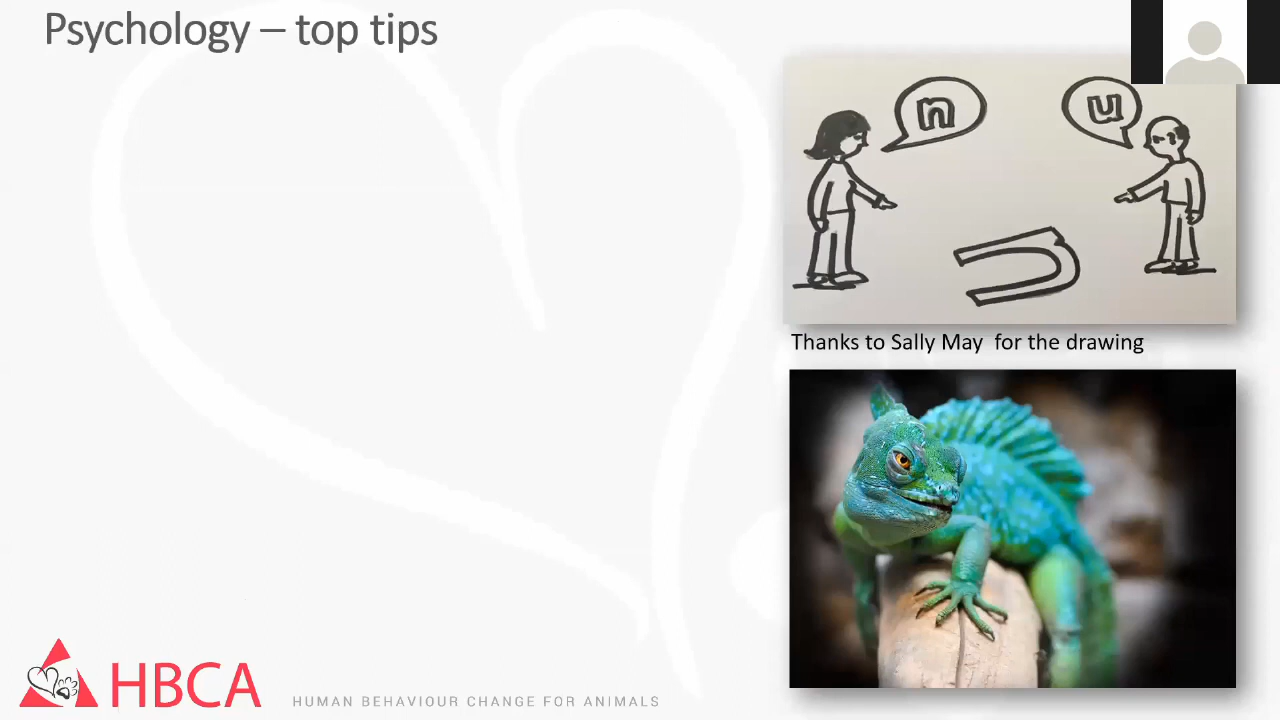 Psychology – top tips
n
u
Thanks to Sally May  for the drawing
HBCA
HUMAN BEHAVIOUR CHANGE FOR ANIMALS